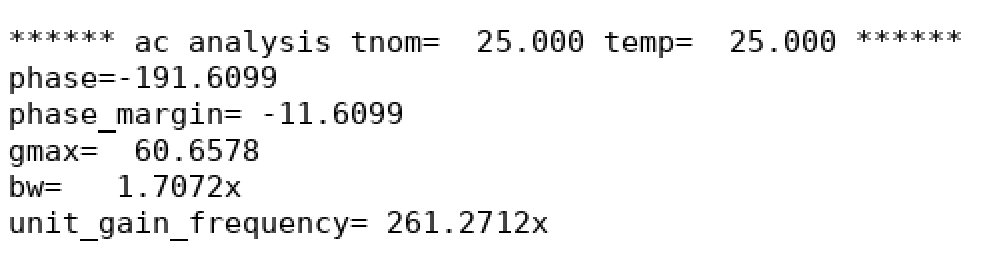 ****** ac analysis tnom=  25.000 temp=  25.000 ******
phase=-191.6099
phase_margin= -11.6099
gmax=  60.6578
bw=   1.7072x
unit_gain_frequency= 261.2712x